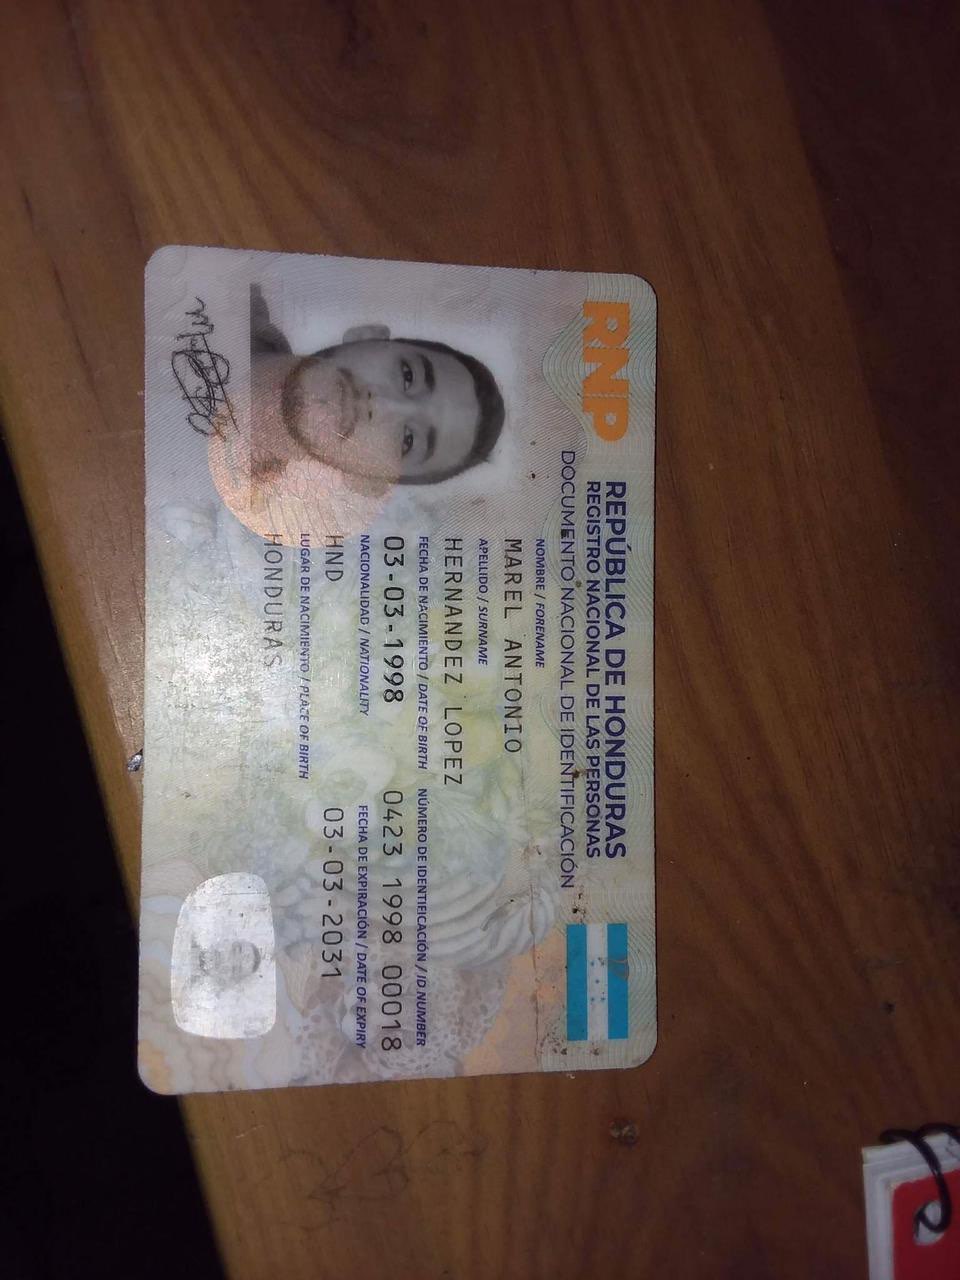 RNP
REPÚBLICA DE HONDURAS
REGISTRO NACIONAL DE LAS PERSONAS
DOCUMENTO NACIONAL DE IDENTIFICACIÓN
NOMBRE / FORENAME
MAREL ANTONIO
APELLIDO / SURNAME
HERNANDEZ LOPEZ
FECHA DE NACIMIENTO / DATE OF BIRTH NÚMERO DE IDENTIFICACIÓN / ID NUMBER
03-03-1998 0423 1998 00018
NACIONALIDAD / NATIONALITY FECHA DE EXPIRACIÓN / DATE OF EXPIRY
HND 03-03-2031
LUGAR DE NACIMIENTO / PLACE OF BIRTH
HONDURAS